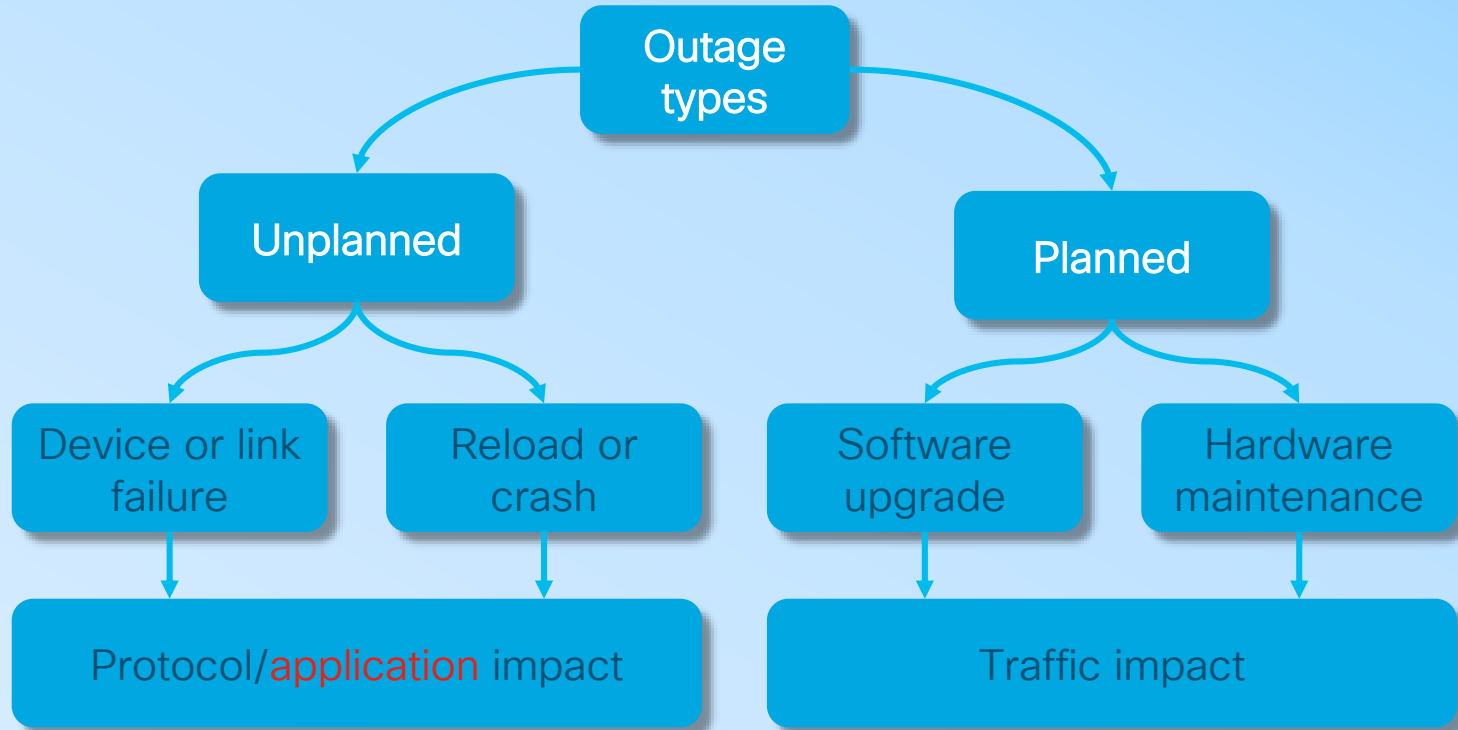 Outage
types
Unplanned
Planned
Device or link
failure
Reload or
crash
Software
upgrade
Hardware
maintenance
Protocol/application impact
Traffic impact